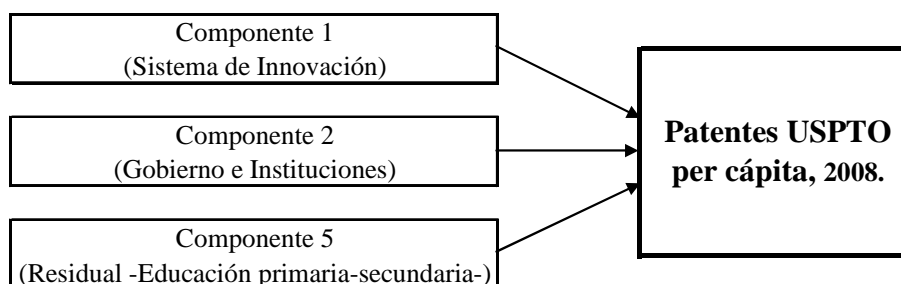 Componente 1
(Sistema de Innovación)
Componente 2
(Gobierno e Instituciones)
Componente 5
(Residual -Educación primaria-secundaria-)
Patentes USPTO
per cápita, 2008.